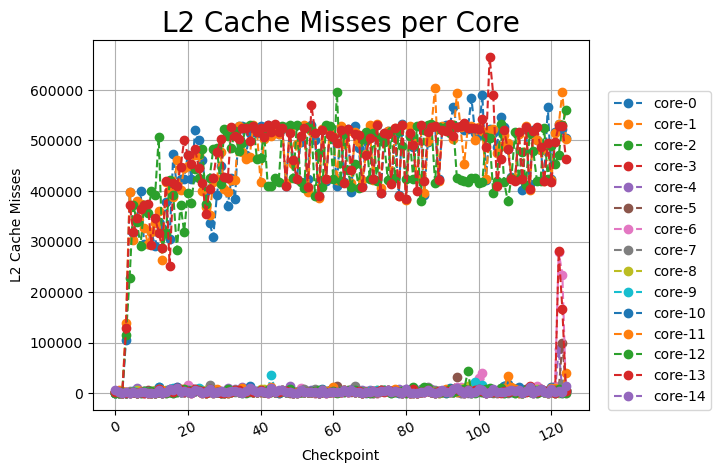 L2 Cache Misses per Core
L2 Cache Misses
600000
500000
400000
300000
200000
100000
0
0
20
40
60
80
100
120
Checkpoint
core-0
core-1
core-2
core-3
core-4
core-5
core-6
core-7
core-8
core-9
core-10
core-11
core-12
core-13
core-14